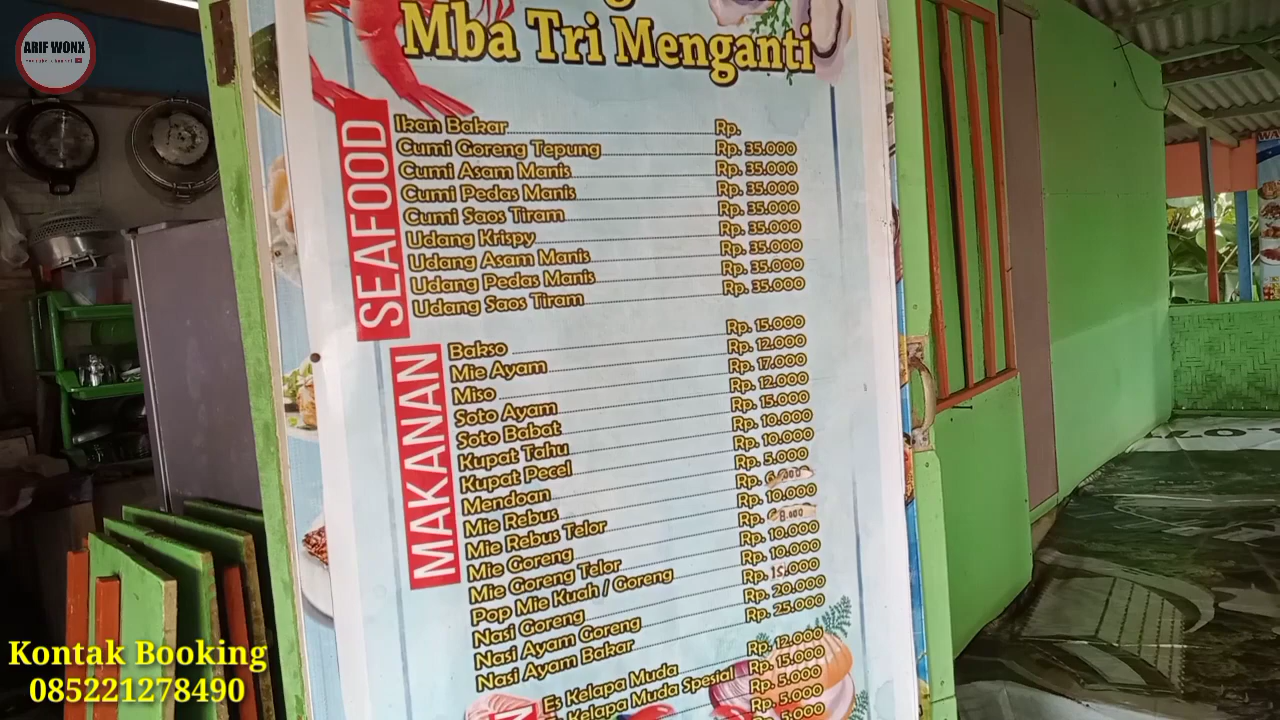 ARIF WONX
Mba Tri Menganti
SEAFOOD
Ikan Bakar Rp.
Cumi Goreng Tepung Rp. 35.000
Cumi Asam Manis Rp. 35.000
Cumi Pedas Manis Rp. 35.000
Cumi Saos Tiram Rp. 35.000
Udang Krispy Rp. 35.000
Udang Asam Manis Rp. 35.000
Udang Pedas Manis Rp. 35.000
Udang Saos Tiram Rp. 35.000
MAKANAN
Bakso Rp. 15.000
Mie Ayam Rp. 12.000
Miso Rp. 17.000
Soto Ayam Rp. 12.000
Soto Babat Rp. 15.000
Kupat Tahu Rp. 10.000
Kupat Pecel Rp. 10.000
Mendoan Rp. 5.000
Mie Rebus Rp.
Mie Rebus Telor Rp. 10.000
Mie Goreng Rp. 8.000
Mie Goreng Telor Rp. 10.000
Pop Mie Kuah / Goreng Rp. 10.000
Nasi Goreng Rp. 15.000
Nasi Ayam Goreng Rp. 20.000
Nasi Ayam Bakar Rp. 25.000
Es Kelapa Muda Rp. 12.000
Es Kelapa Muda Spesial Rp. 15.000
Rp. 5.000
Rp. 5.000
5.000
Kontak Booking
085221278490